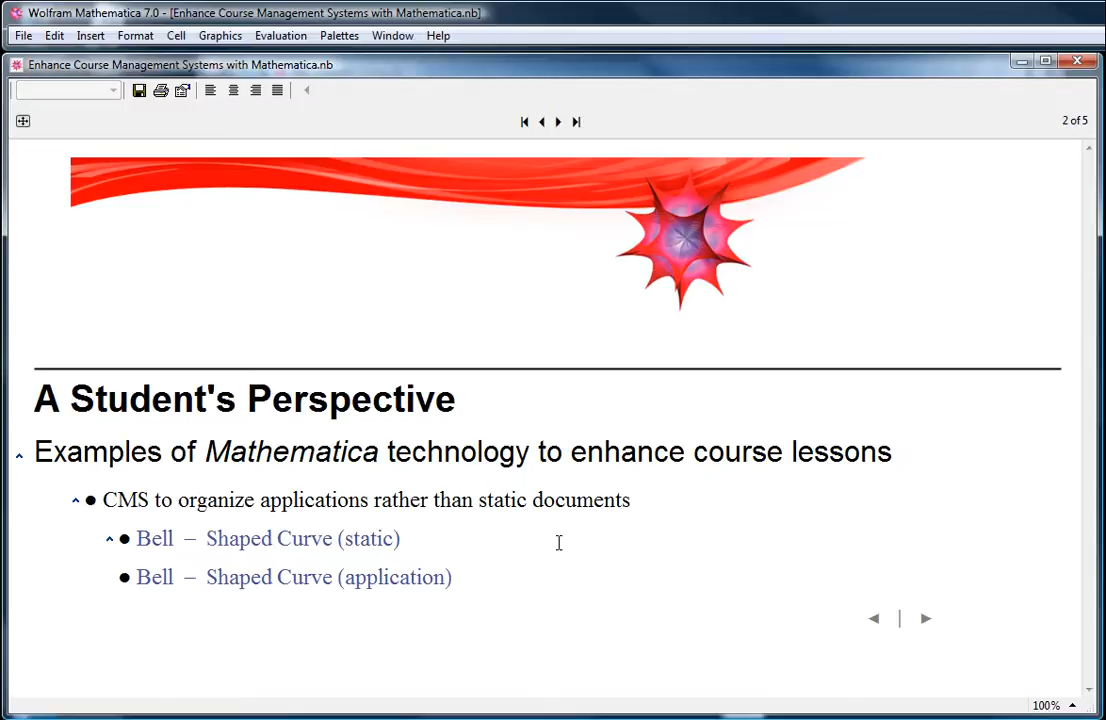 Wolfram Mathematica 7.0 - [Enhance Course Management Systems with Mathematica.nb]
File Edit Insert Format Cell Graphics Evaluation Palettes Window Help
Enhance Course Management Systems with Mathematica.nb
2 of 5
A Student's Perspective
Examples of Mathematica technology to enhance course lessons
● CMS to organize applications rather than static documents
● Bell – Shaped Curve (static)
● Bell – Shaped Curve (application)
100%